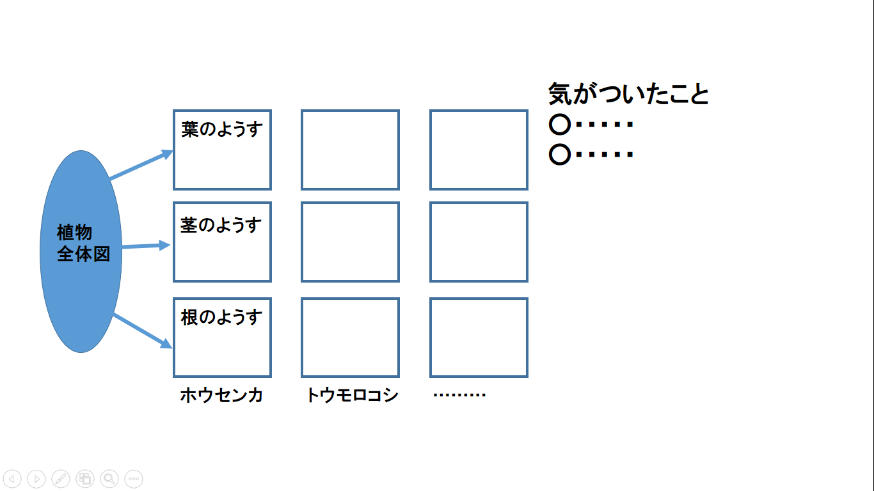 気がついたこと
〇・・・・・
〇・・・・・
葉のようす
植物
全体図
茎のようす
根のようす
ホウセンカ
トウモロコシ
………